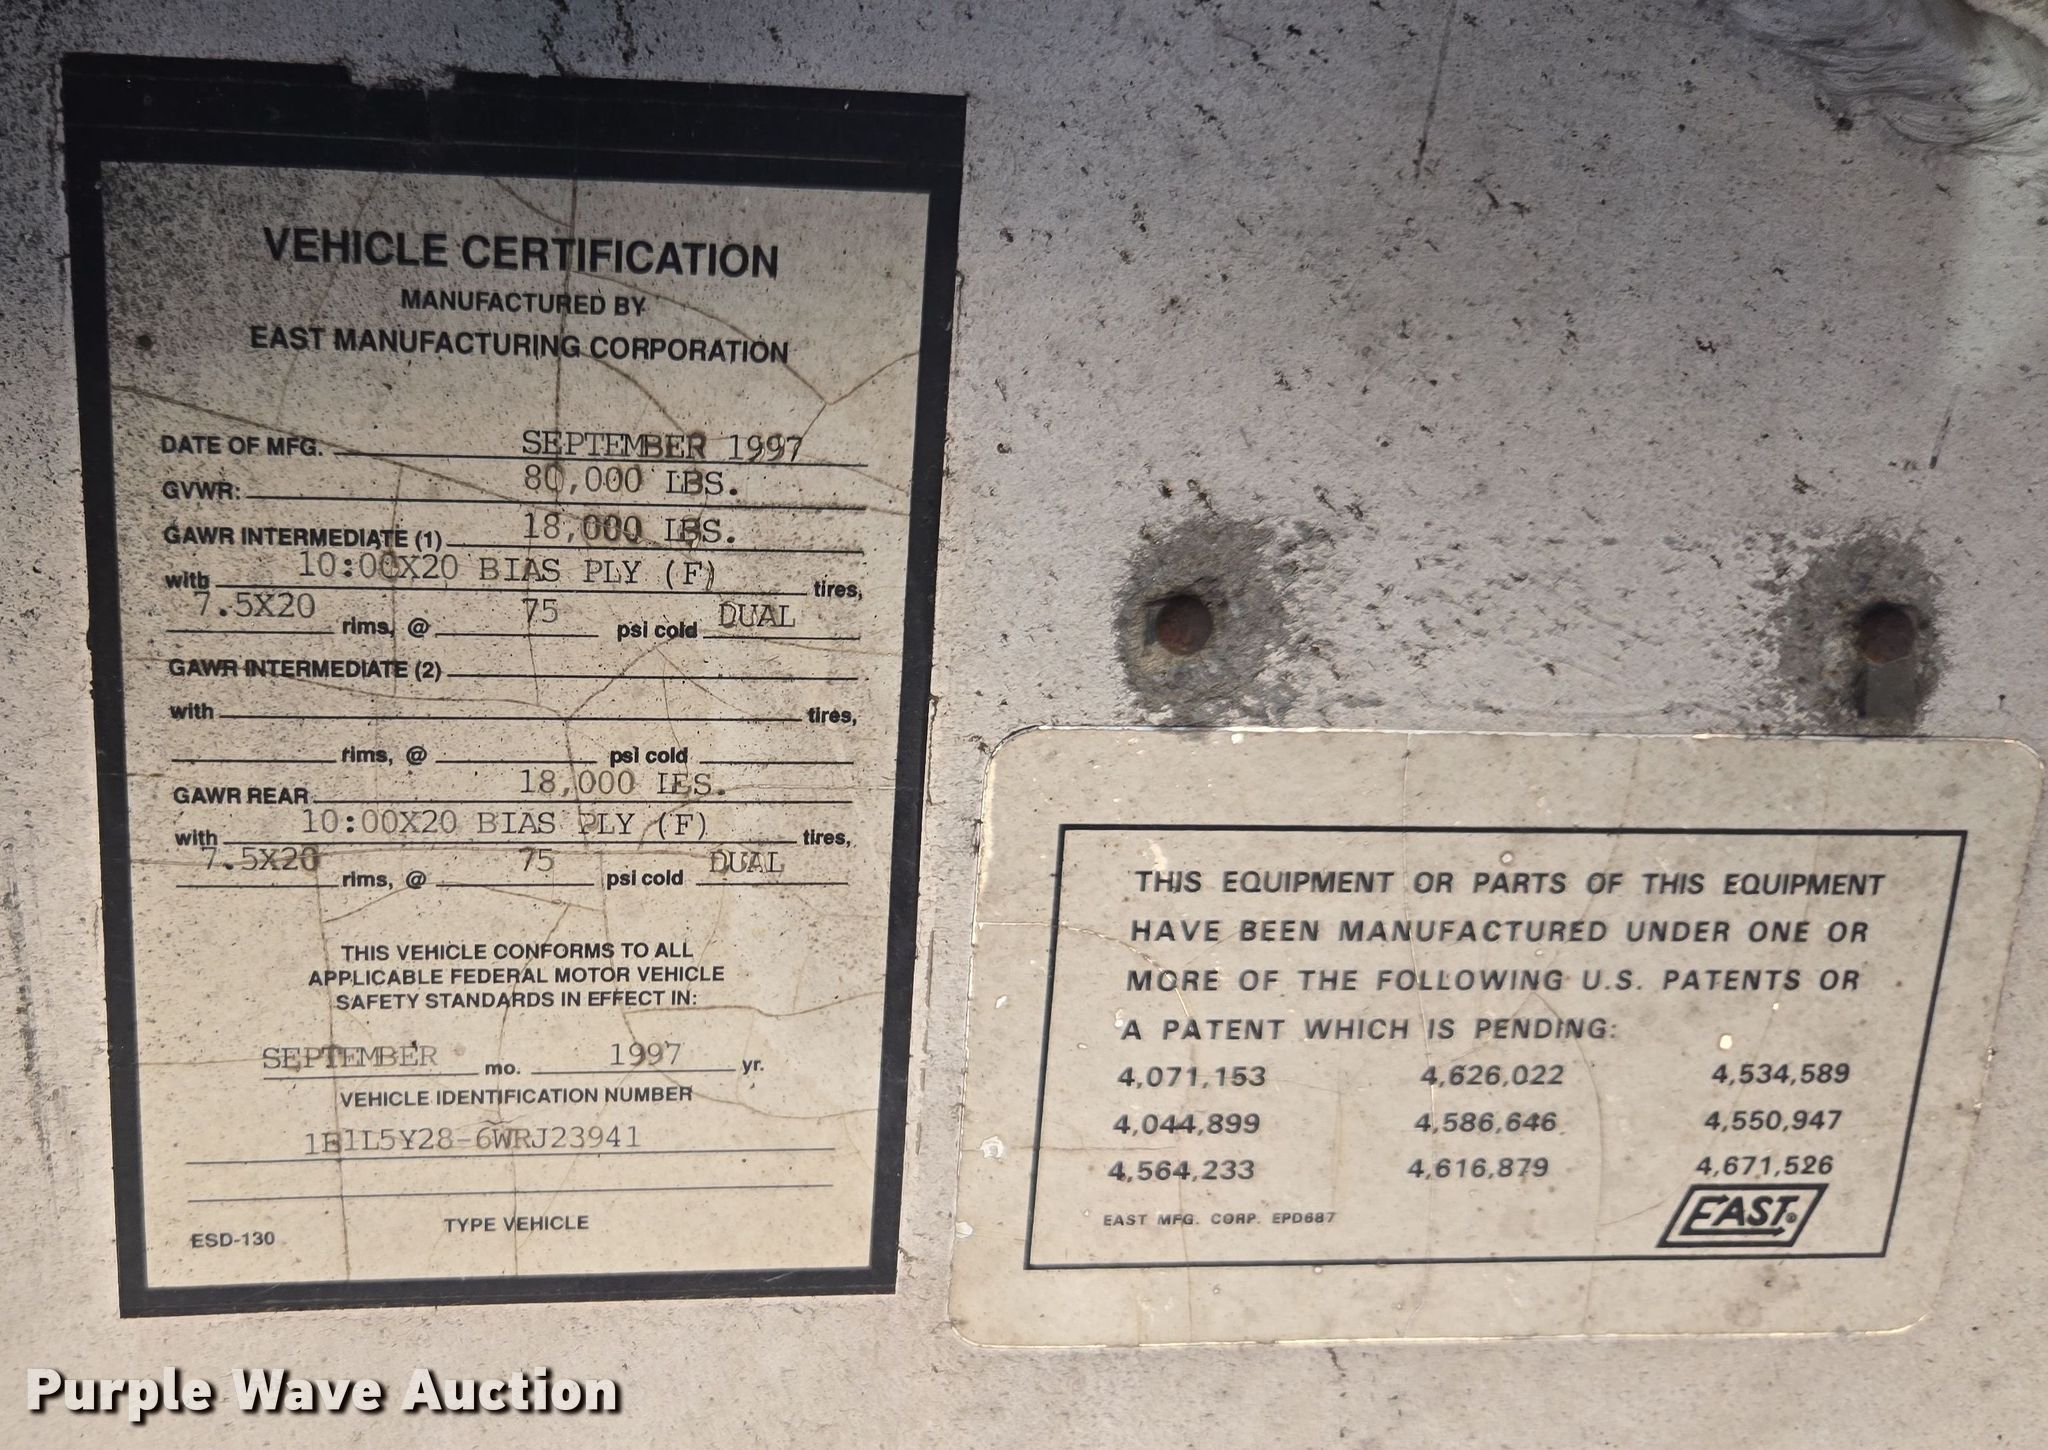 VEHICLE CERTIFICATION
MANUFACTURED BY
EAST MANUFACTURING CORPORATION
DATE OF MFG. SEPTEMBER 1997
GVWR: 80,000 LBS.
GAWR INTERMEDIATE (1) 18,000 LBS.
with 10:00X20 BIAS PLY (F) tires,
7.5X20 rims, @ 75 psi cold DUAL
GAWR INTERMEDIATE (2)
with tires,
rims, @ psi cold
GAWR REAR 18,000 LBS.
with 10:00X20 BIAS PLY (F) tires,
7.5X20 rims, @ 75 psi cold DUAL
THIS VEHICLE CONFORMS TO ALL
APPLICABLE FEDERAL MOTOR VEHICLE
SAFETY STANDARDS IN EFFECT IN:
SEPTEMBER mo. 1997 yr.
VEHICLE IDENTIFICATION NUMBER
1E1L5Y28-6WRJ23941
TYPE VEHICLE
ESD-130
THIS EQUIPMENT OR PARTS OF THIS EQUIPMENT
HAVE BEEN MANUFACTURED UNDER ONE OR
MORE OF THE FOLLOWING U.S. PATENTS OR
A PATENT WHICH IS PENDING:
4,071,153 4,626,022 4,534,589
4,044,899 4,586,646 4,550,947
4,564,233 4,616,879 4,671,526
EAST MFG. CORP. EPD687
EAST®
Purple Wave Auction